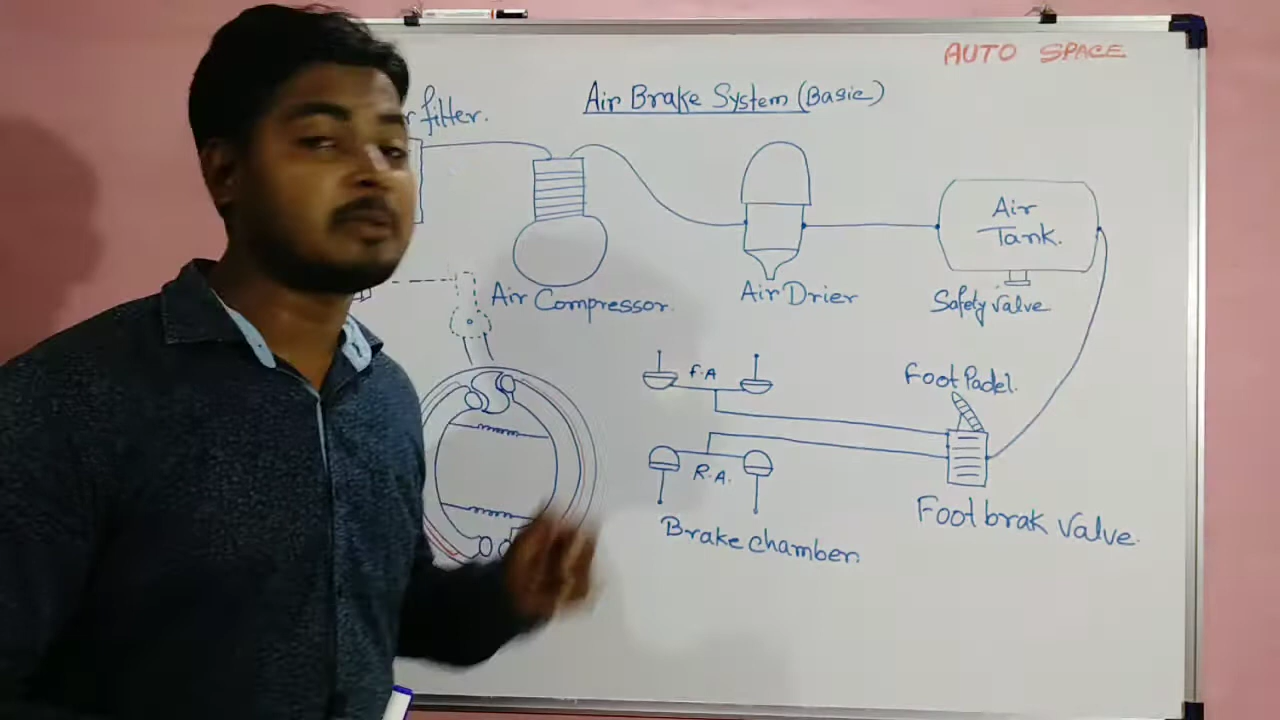 AUTO SPACE
Air Brake System (Basic)
r filter.
Air
Tank.
Air Compressor.
Air Drier
Safety valve
F.A
Foot Padel.
R.A.
Foot brak valve.
Brake chamber.